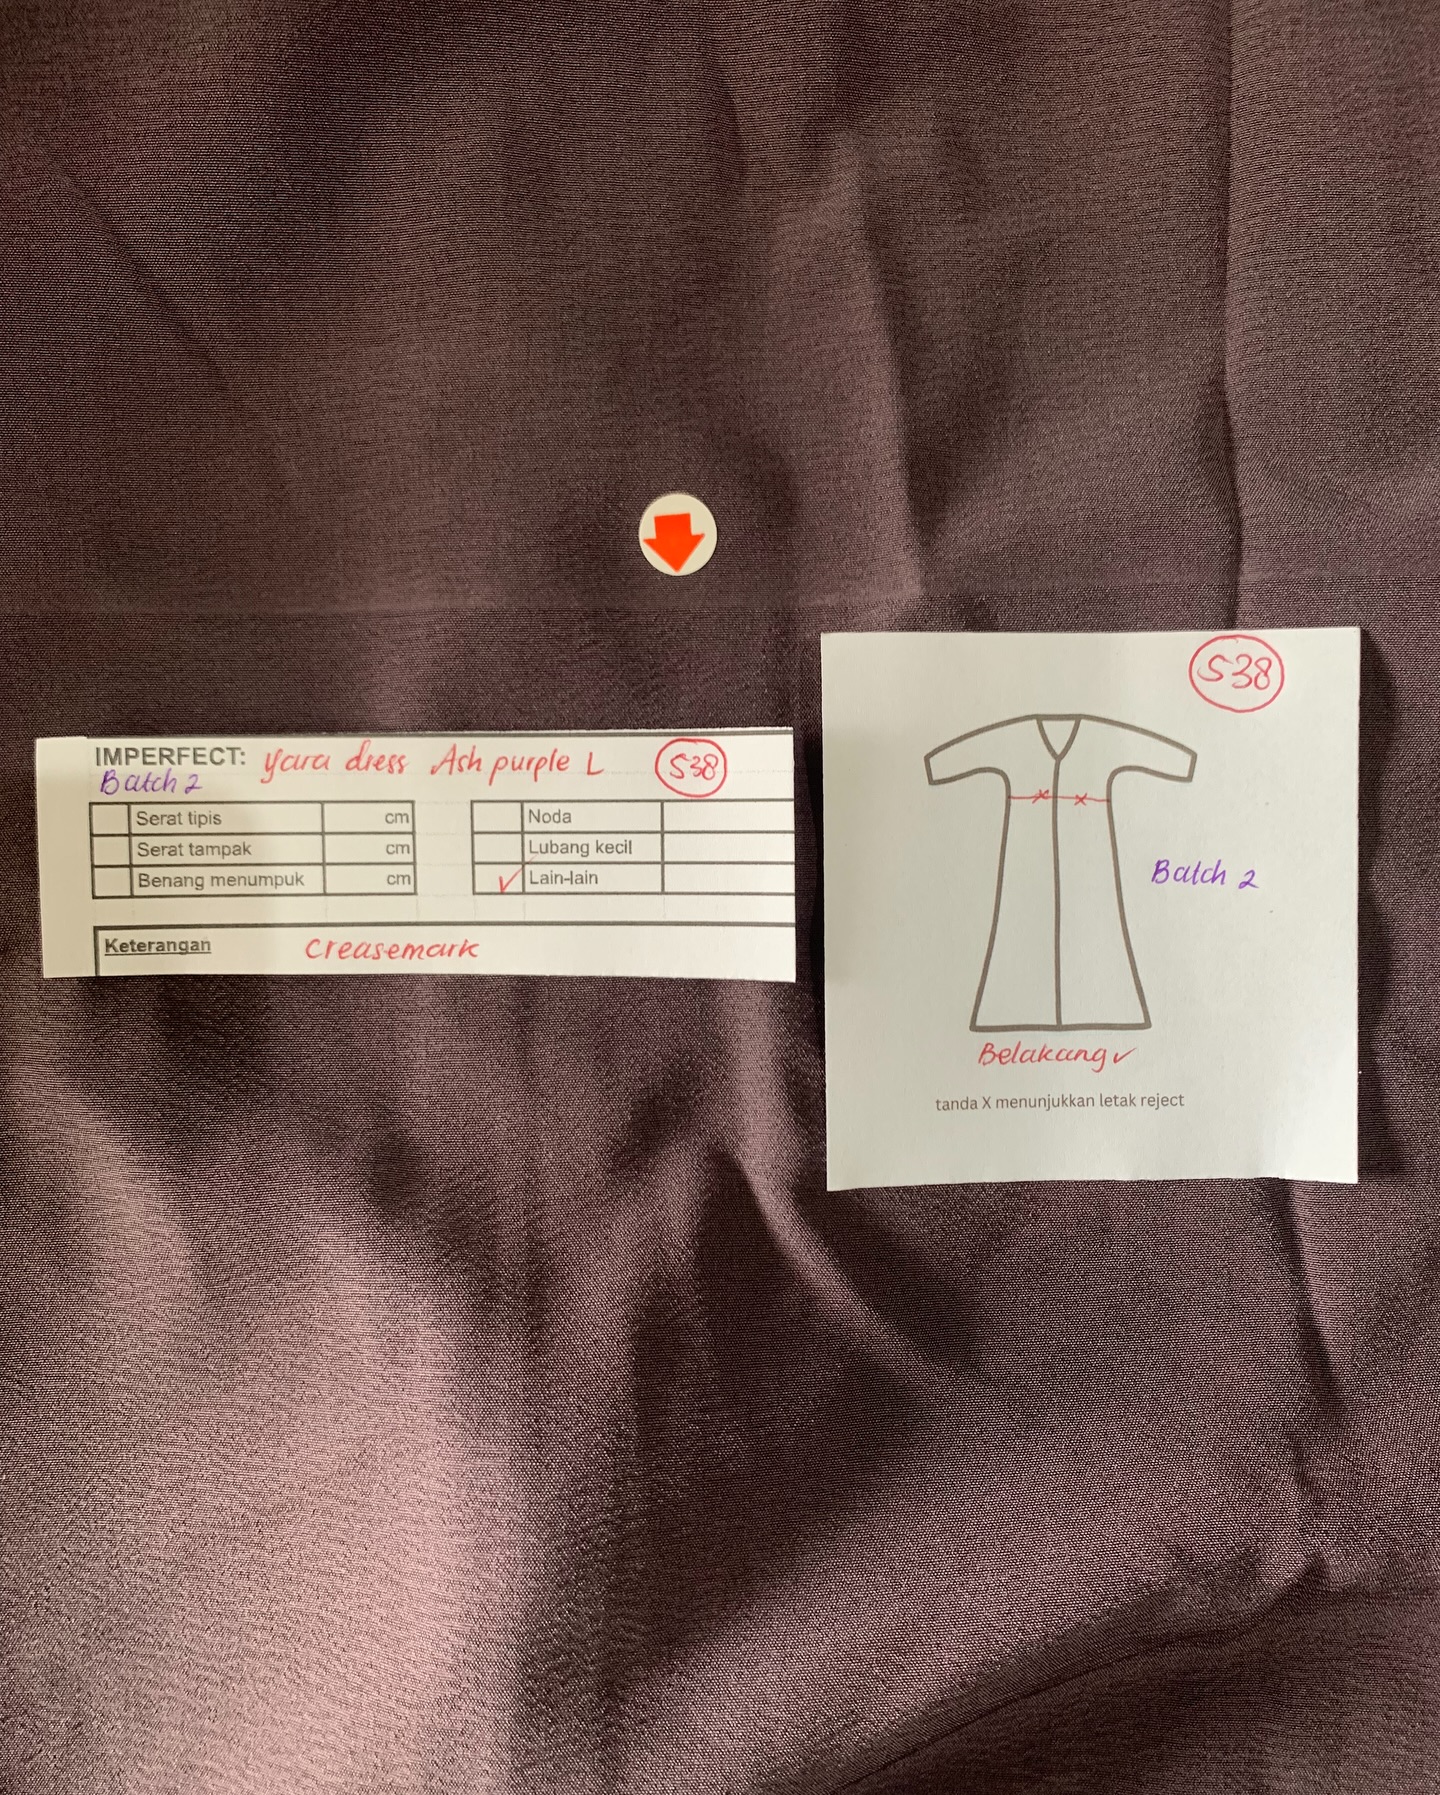 IMPERFECT: Yara dress Ash purple L S38
Batch 2
Serat tipis cm
Serat tampak cm
Benang menumpuk cm
Noda
Lubang kecil
✓ Lain-lain
Keterangan Creasemark
S38
Batch 2
Belakang ✓
tanda X menunjukkan letak reject